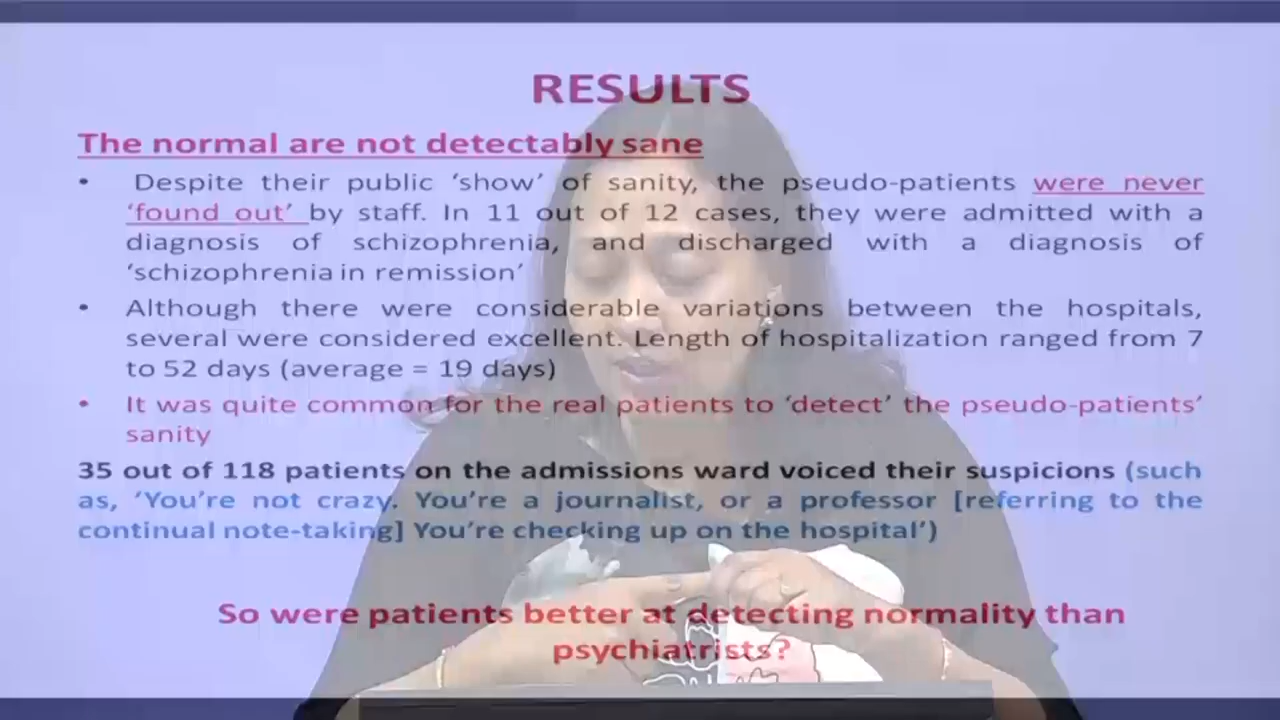 RESULTS
The normal are not detectably sane
• Despite their public ‘show’ of sanity, the pseudo-patients were never
‘found out’ by staff. In 11 out of 12 cases, they were admitted with a
diagnosis of schizophrenia, and discharged with a diagnosis of
‘schizophrenia in remission’
• Although there were considerable variations between the hospitals,
several were considered excellent. Length of hospitalization ranged from 7
to 52 days (average = 19 days)
• It was quite common for the real patients to ‘detect’ the pseudo-patients’
sanity
35 out of 118 patients on the admissions ward voiced their suspicions (such
as, ‘You’re not crazy. You’re a journalist, or a professor [referring to the
continual note-taking] You’re checking up on the hospital’)
So were patients better at detecting normality than
psychiatrists?